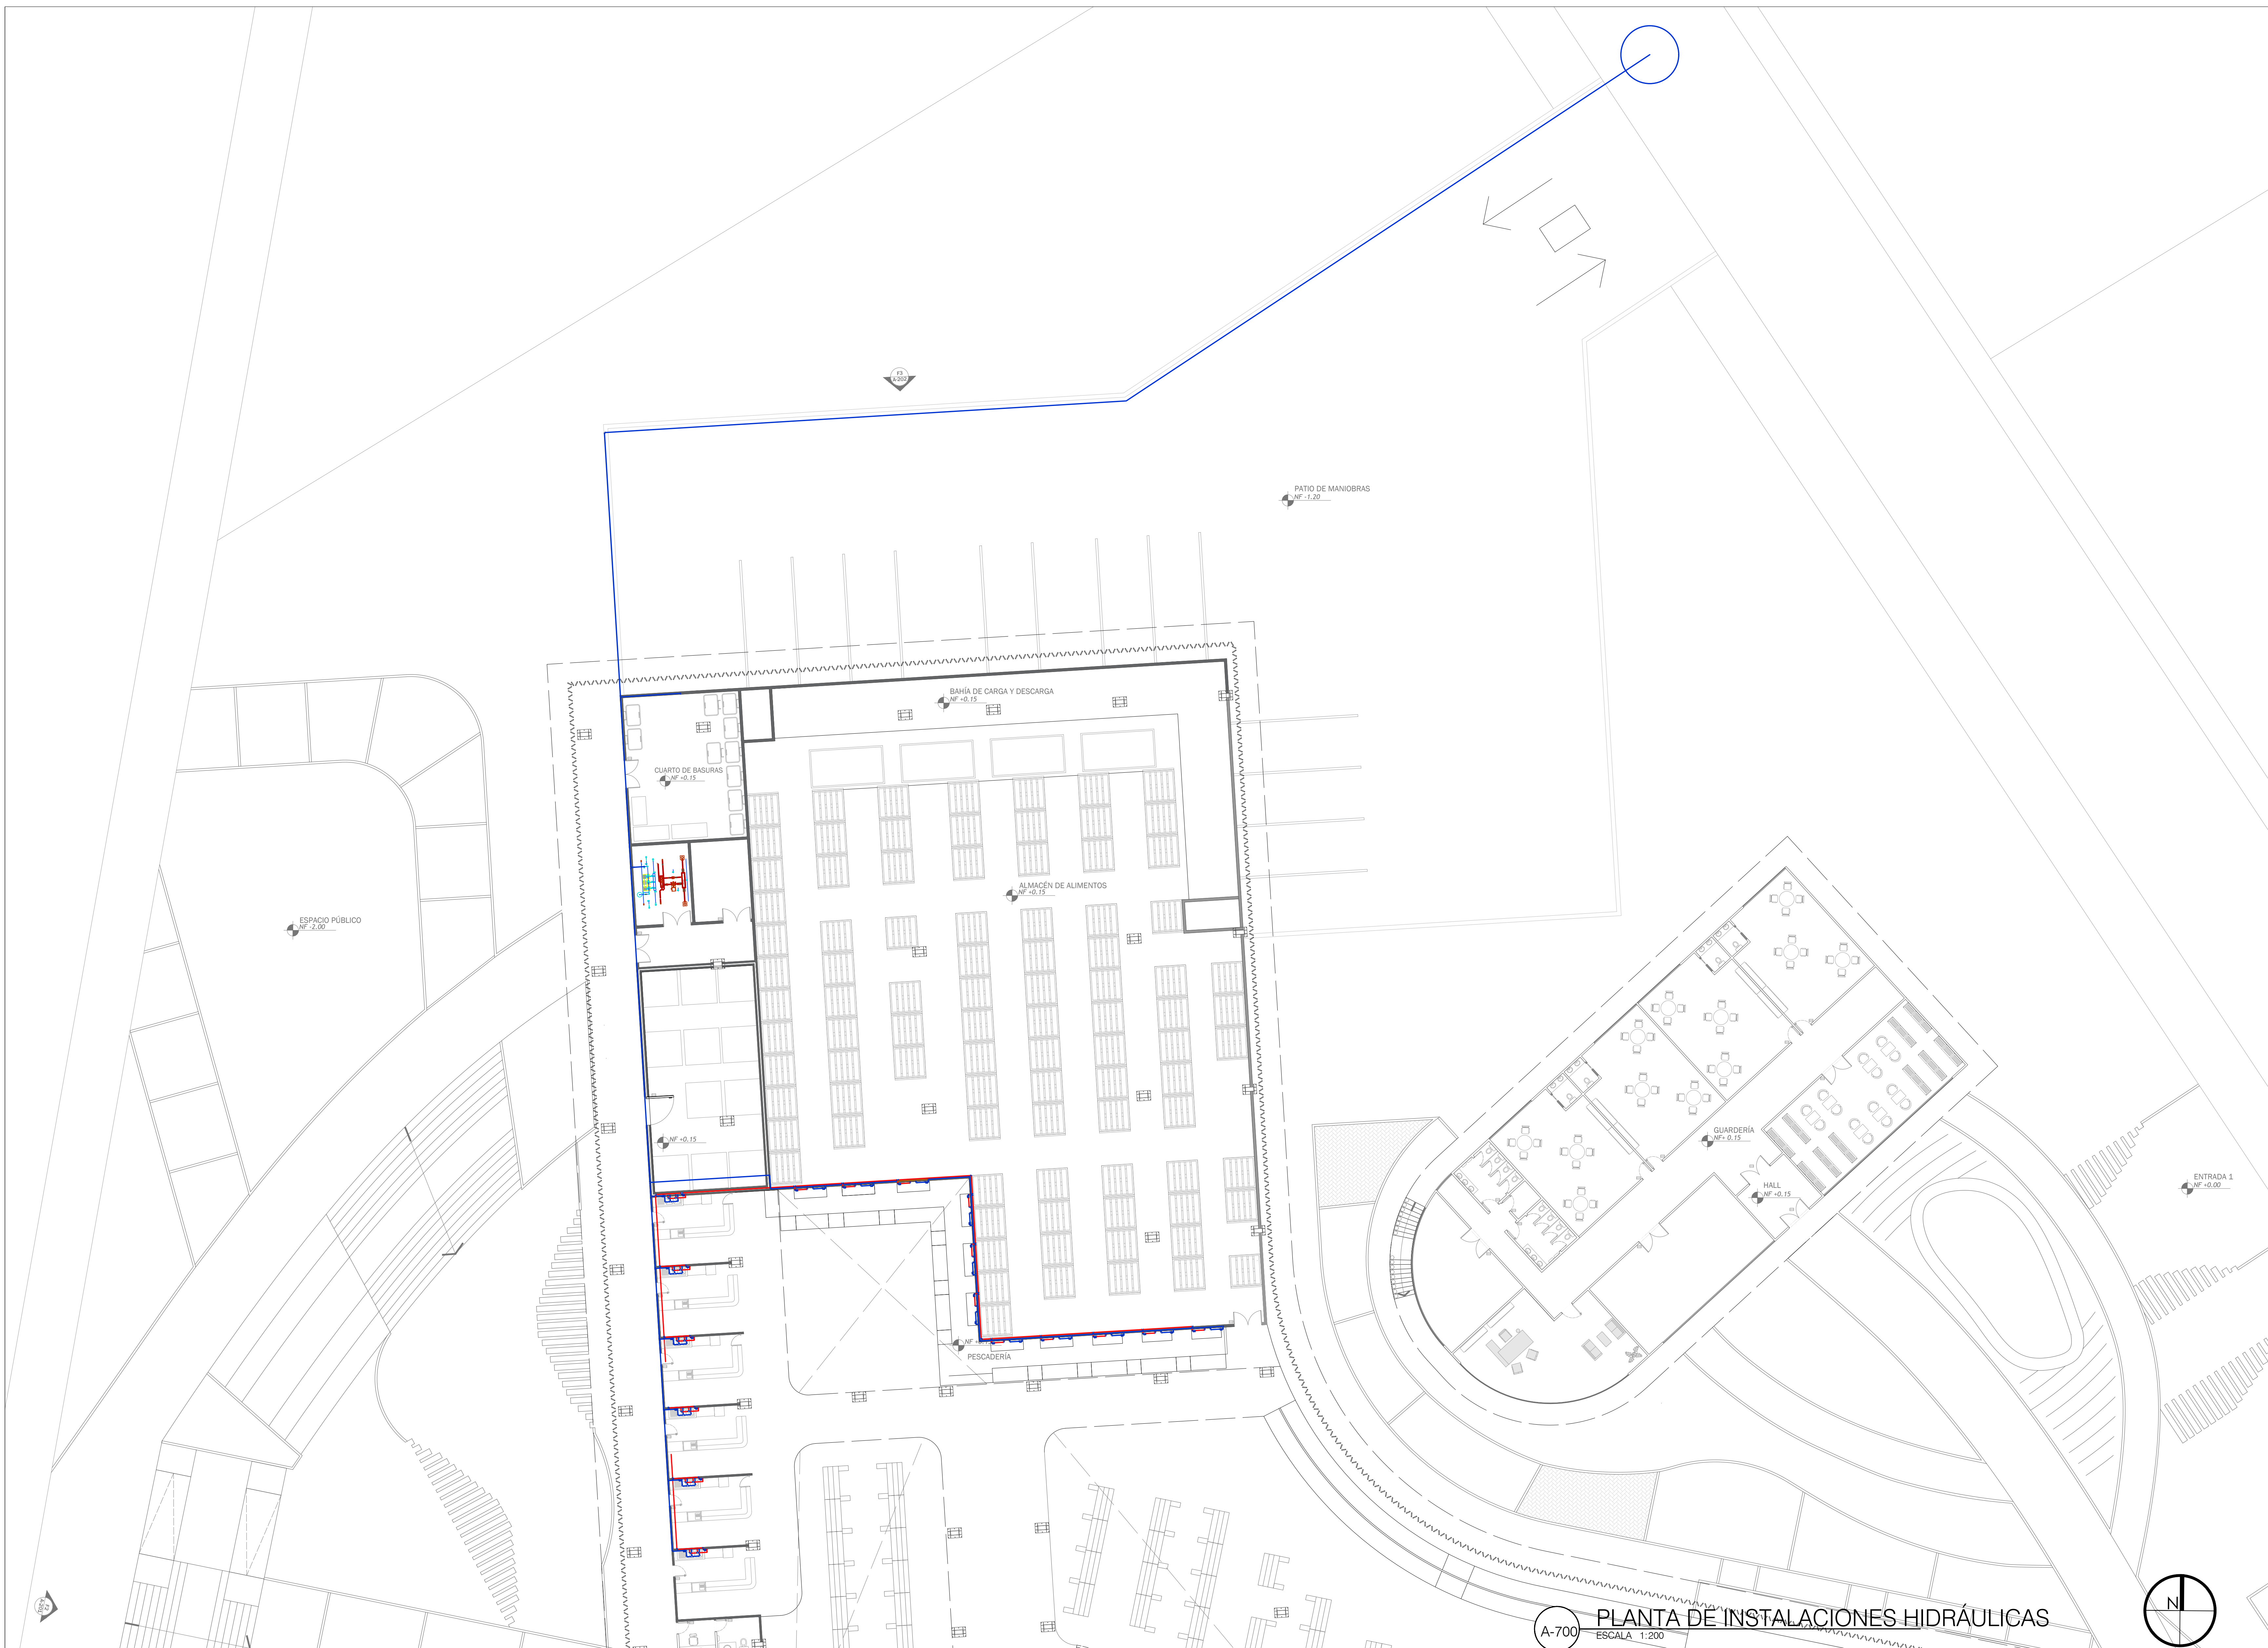 F3
A-202
PATIO DE MANIOBRAS
NF -1.20
BAHÍA DE CARGA Y DESCARGA
NF +0.15
CUARTO DE BASURAS
NF +0.15
ALMACÉN DE ALIMENTOS
NF +0.15
ESPACIO PÚBLICO
NF -2.00
NF +0.15
GUARDERÍA
NF+ 0.15
HALL
NF +0.15
ENTRADA 1
NF +0.00
PESCADERÍA
A-700
PLANTA DE INSTALACIONES HIDRÁULICAS
ESCALA 1:200
N